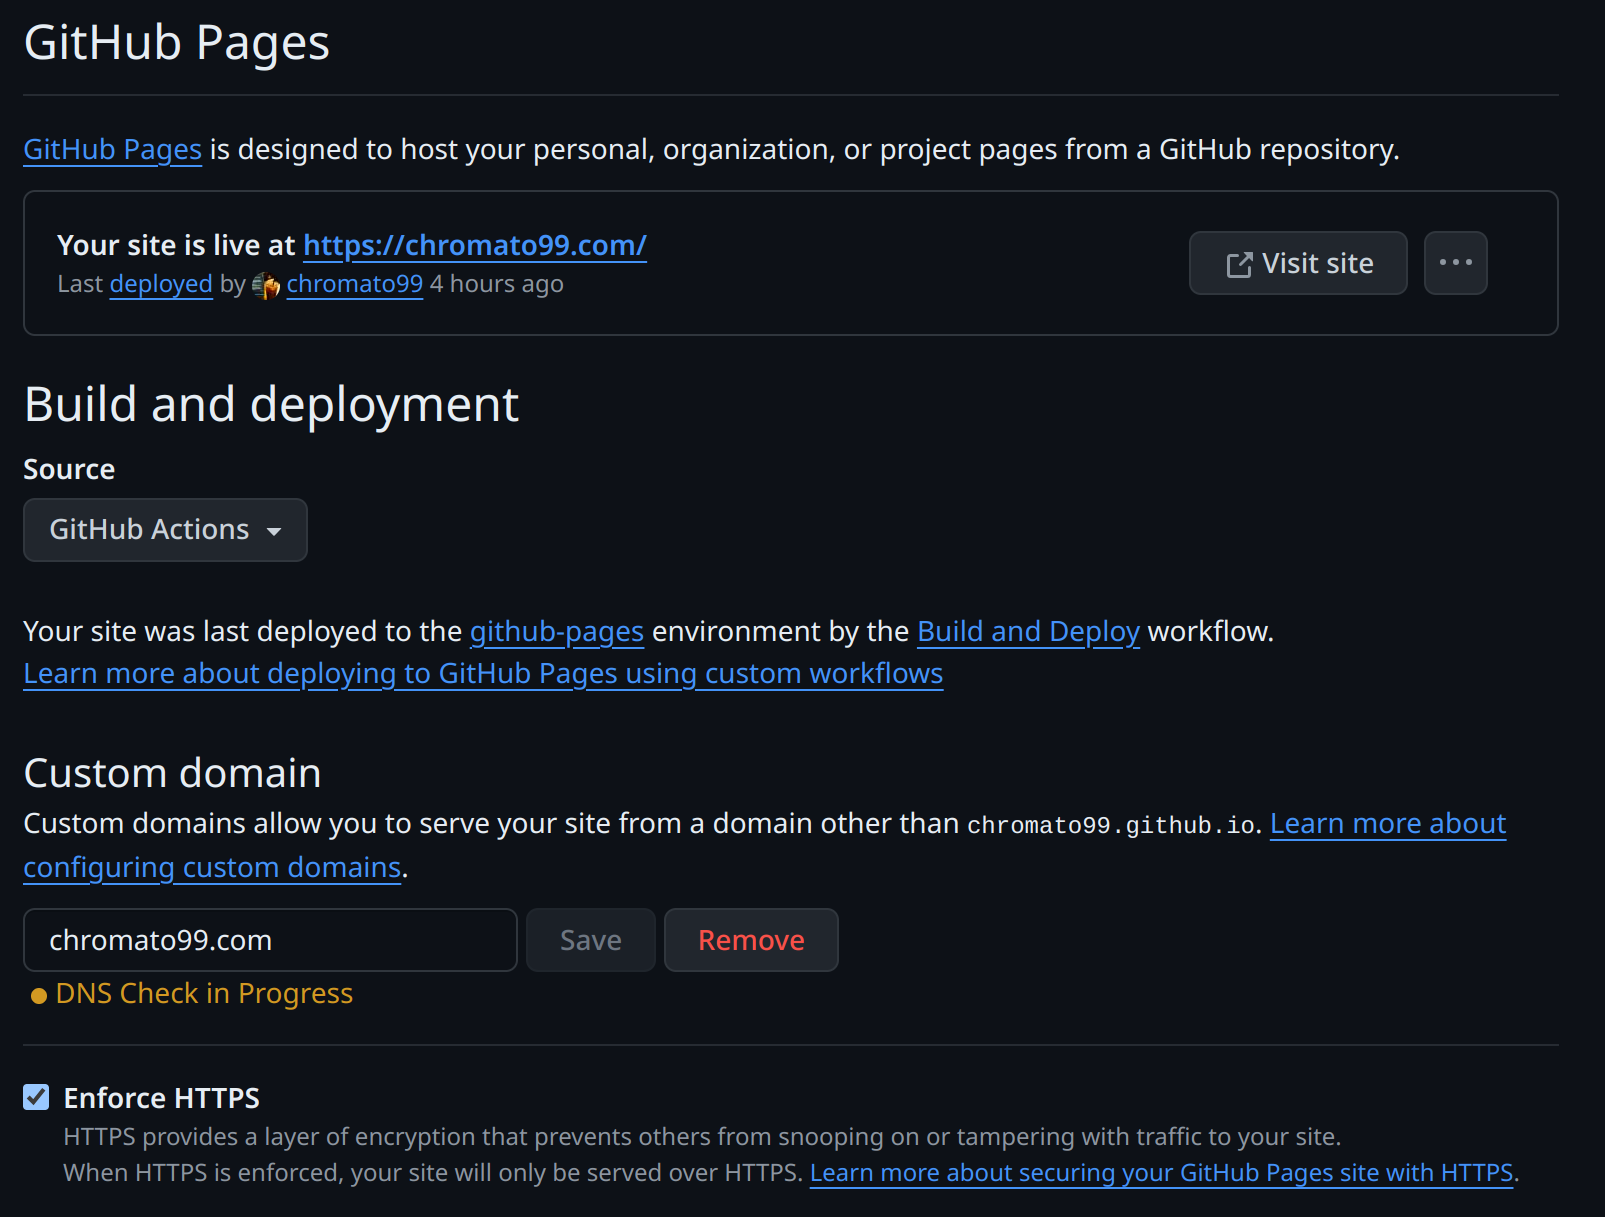 GitHub Pages
GitHub Pages is designed to host your personal, organization, or project pages from a GitHub repository.
Your site is live at https://chromato99.com/
Visit site
Last deployed by chromato99 4 hours ago
Build and deployment
Source
GitHub Actions
Your site was last deployed to the github-pages environment by the Build and Deploy workflow.
Learn more about deploying to GitHub Pages using custom workflows
Custom domain
Custom domains allow you to serve your site from a domain other than chromato99.github.io. Learn more about
configuring custom domains.
chromato99.com
Save
Remove
DNS Check in Progress
Enforce HTTPS
HTTPS provides a layer of encryption that prevents others from snooping on or tampering with traffic to your site.
When HTTPS is enforced, your site will only be served over HTTPS. Learn more about securing your GitHub Pages site with HTTPS.